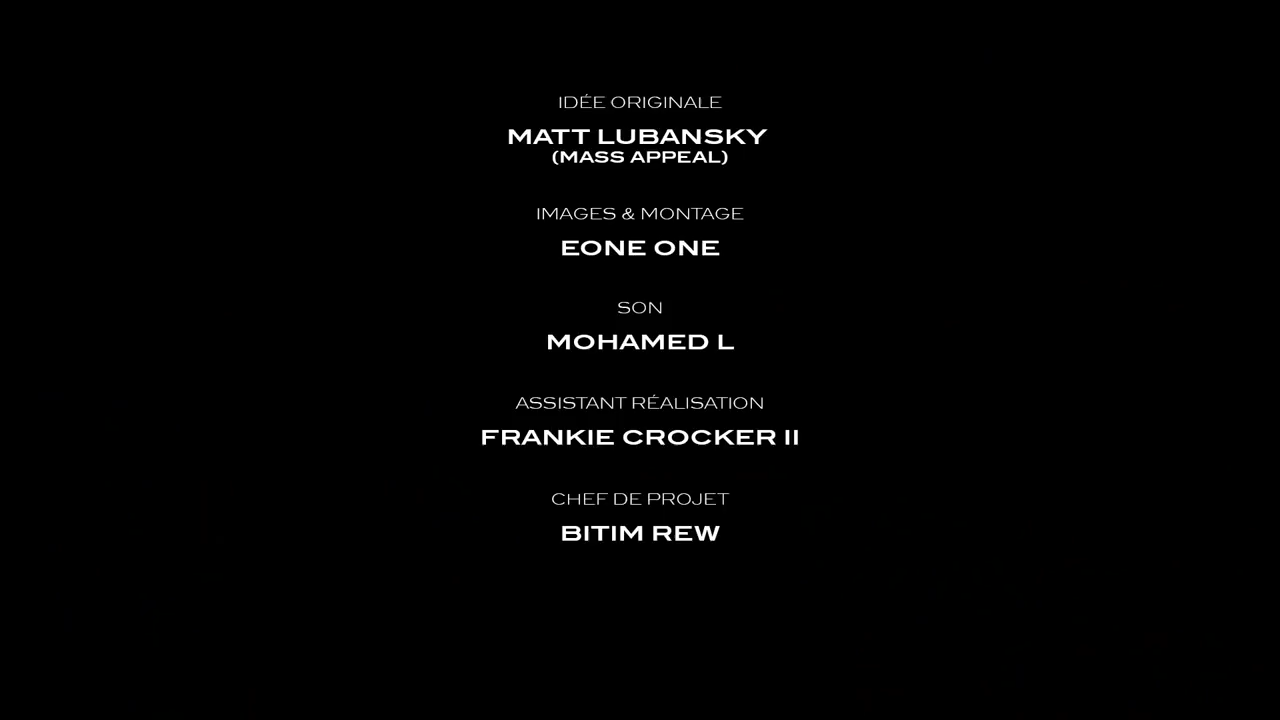 IDÉE ORIGINALE
MATT LUBANSKY
(MASS APPEAL)
IMAGES & MONTAGE
EONE ONE
SON
MOHAMED L
ASSISTANT RÉALISATION
FRANKIE CROCKER II
CHEF DE PROJET
BITIM REW